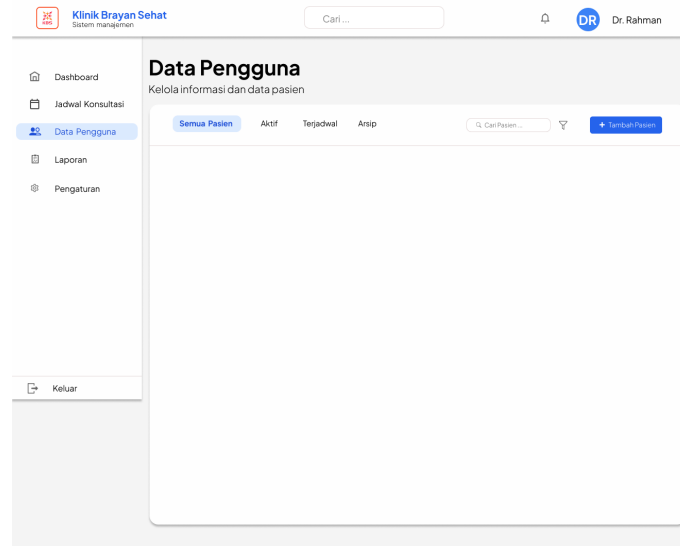 KBS
Klinik Brayan Sehat
Sistem manajemen
Cari ...
DR
Dr. Rahman
Dashboard
Jadwal Konsultasi
Data Pengguna
Laporan
Pengaturan
Keluar
Data Pengguna
Kelola informasi dan data pasien
Semua Pasien
Aktif
Terjadwal
Arsip
Cari Pasien ...
+ Tambah Pasien